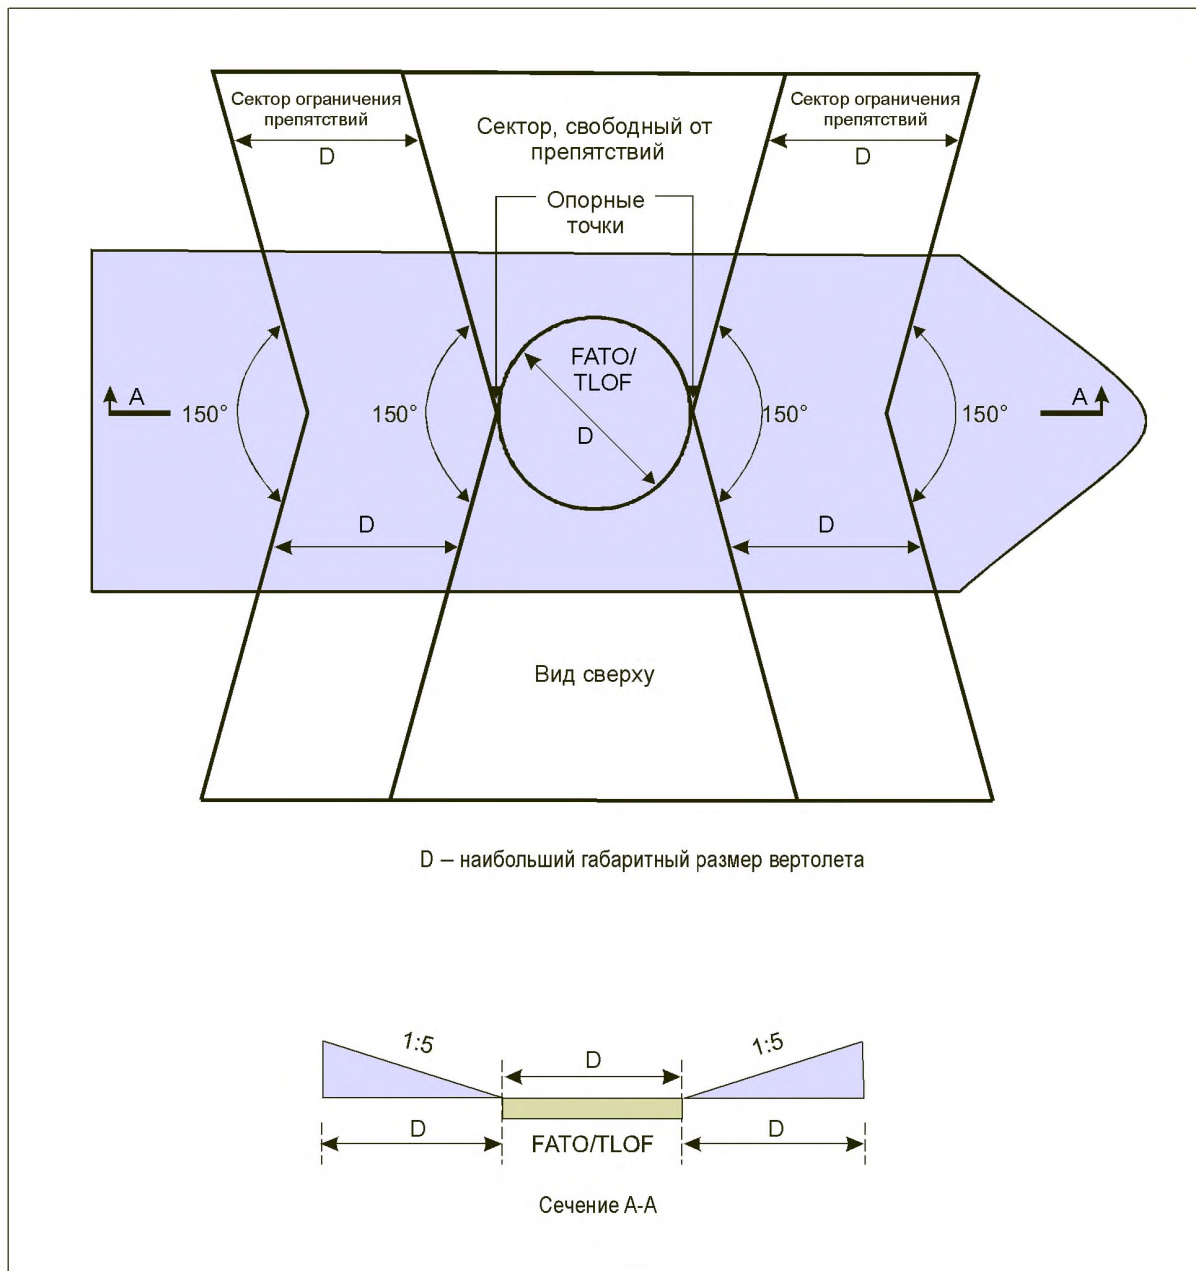 Сектор ограничения
препятствий
D
Сектор, свободный от
препятствий
Сектор ограничения
препятствий
D
Опорные
точки
FATO/
TLOF
D
A
150°
150°
150°
150°
A
D
D
Вид сверху
D – наибольший габаритный размер вертолета
1:5
D
1:5
D
FATO/TLOF
D
Сечение А-А